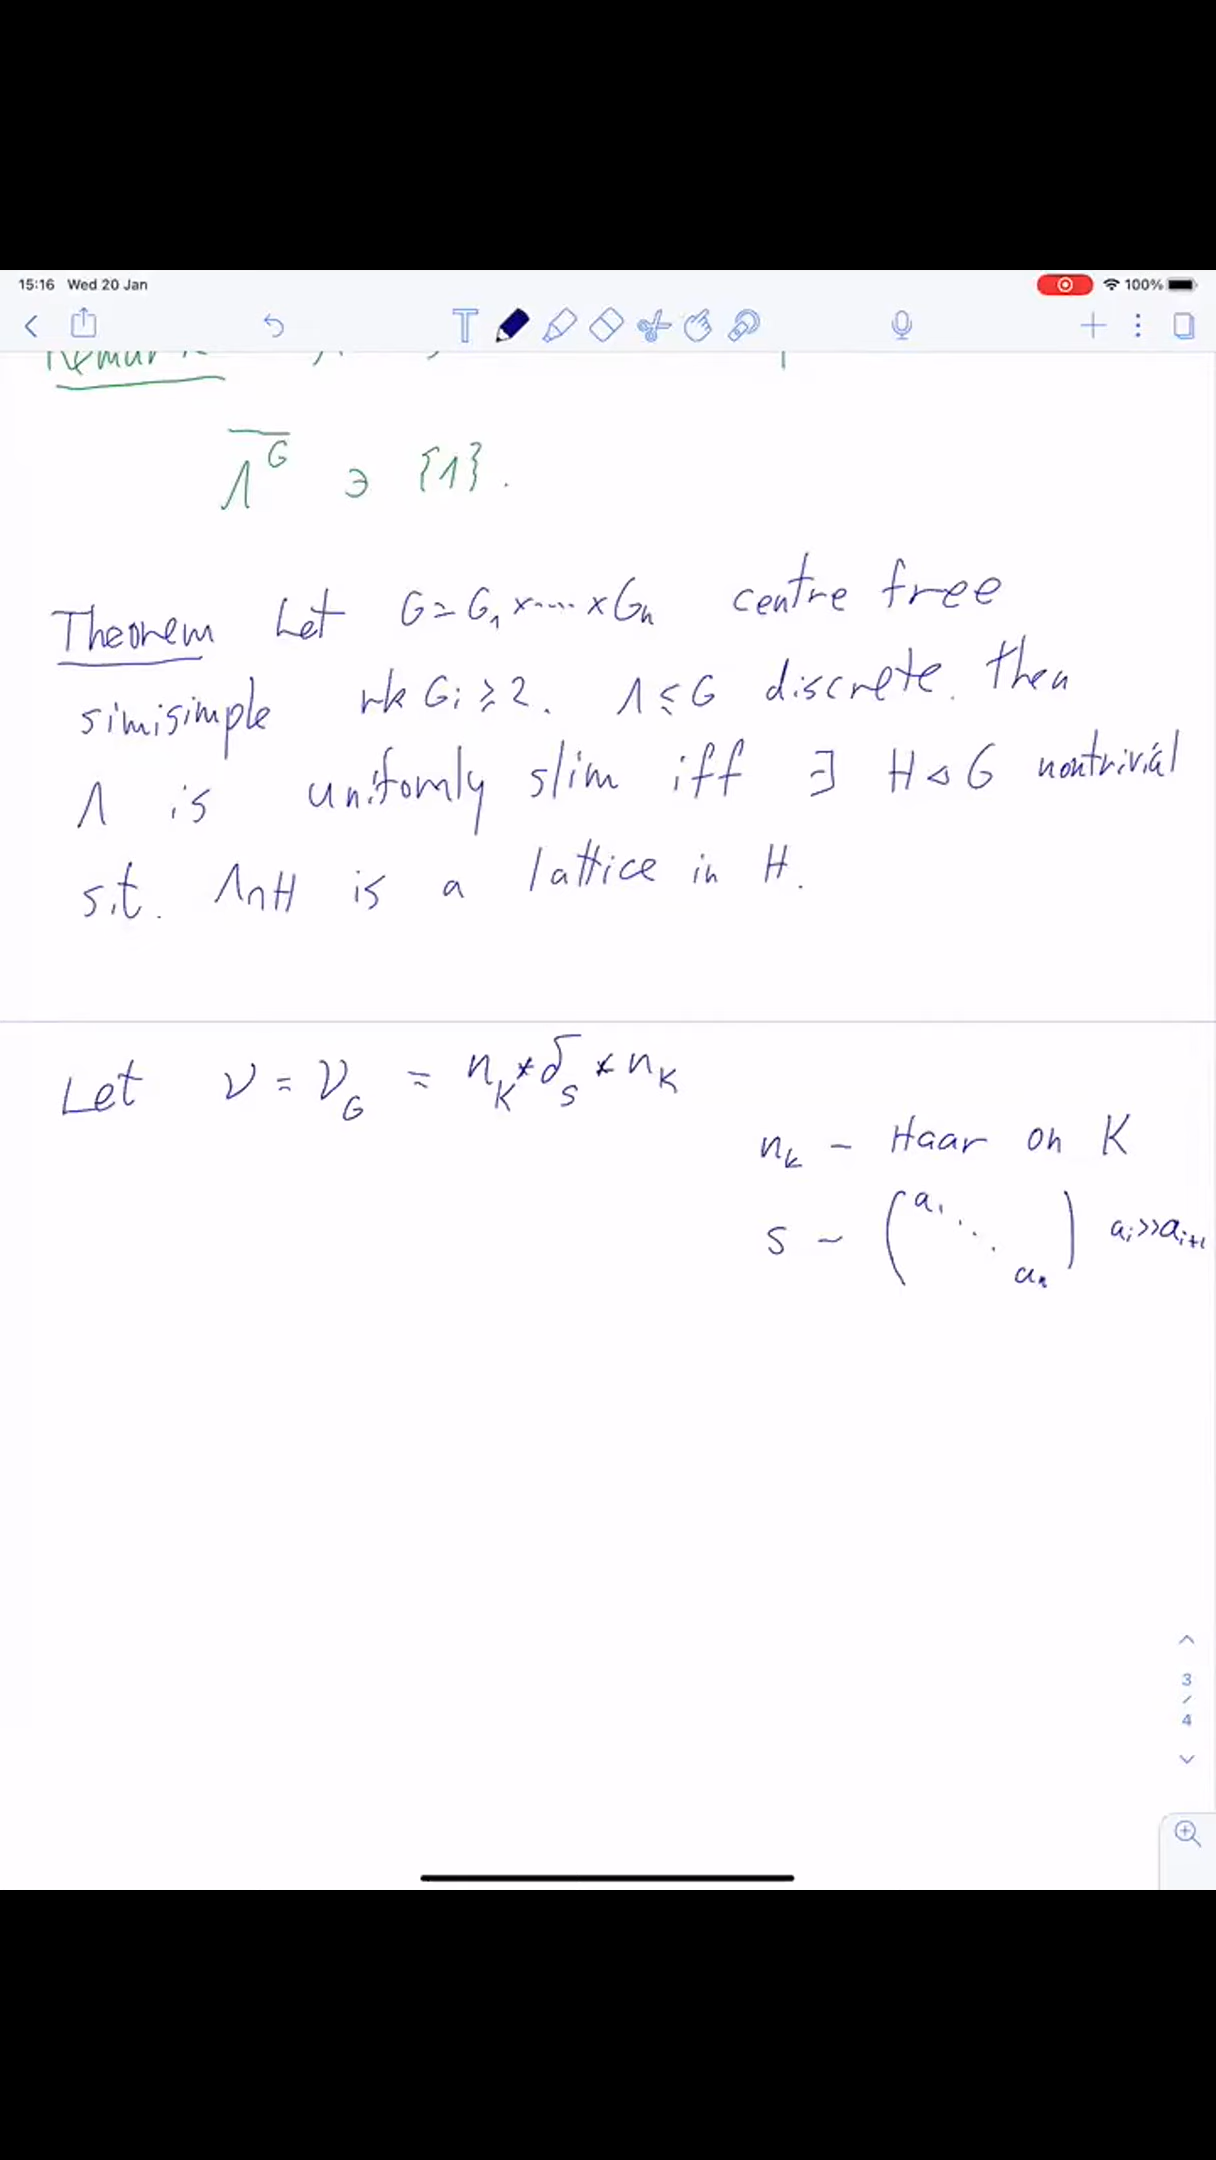 15:16 Wed 20 Jan 100%
T
Remark
Λ̅ᴳ ∋ {1}.
Theorem Let G = G₁ × ···· × Gₙ centre free
simisimple rk Gᵢ ≥ 2. Λ ≤ G discrete. then
Λ is unifomly slim iff ∃ H ◁ G nontrivial
s.t. Λ∩H is a lattice in H.
Let ν = ν_G = n_K * δ_s * n_K
n_k – Haar on K
s ~ (a₁ ⋱ aₙ) aᵢ >> aᵢ₊₁
3
/
4